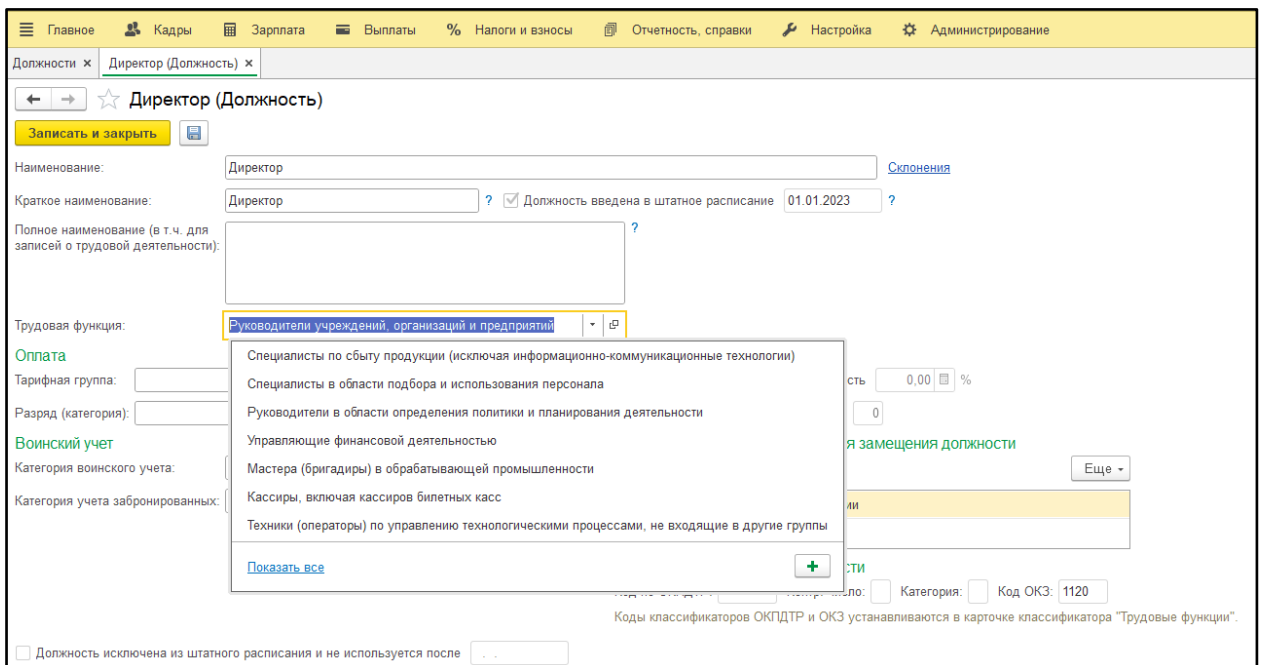 Главное Кадры Зарплата Выплаты % Налоги и взносы Отчетность, справки Настройка Администрирование
Должности × Директор (Должность) ×
Директор (Должность)
Записать и закрыть
Наименование: Директор Склонения
Краткое наименование: Директор ? Должность введена в штатное расписание 01.01.2023 ?
Полное наименование (в т.ч. для ?
записей о трудовой деятельности):
Трудовая функция: Руководители учреждений, организаций и предприятий
Специалисты по сбыту продукции (исключая информационно-коммуникационные технологии)
Оплата
Тарифная группа: Специалисты в области подбора и использования персонала 0,00 %
Разряд (категория): Руководители в области определения политики и планирования деятельности 0
Воинский учет Управляющие финансовой деятельностью замещения должности
Категория воинского учета: Мастера (бригадиры) в обрабатывающей промышленности Еще
Категория учета забронированных: Кассиры, включая кассиров билетных касс
Техники (операторы) по управлению технологическими процессами, не входящие в другие группы
Показать все +
Категория: Код ОКЗ: 1120
Коды классификаторов ОКПДТР и ОКЗ устанавливаются в карточке классификатора "Трудовые функции".
Должность исключена из штатного расписания и не используется после . .